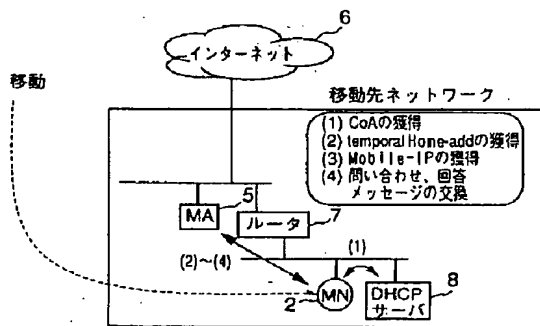 6
インターネット
移動
移動先ネットワーク
(1) CoAの獲得
(2) temporal Home-addの獲得
(3) Mobile-IPの獲得
(4) 問い合わせ、回答
メッセージの交換
5
MA
ルータ
7
(1)
(2)~(4)
2
MN
DHCP
サーバ
8